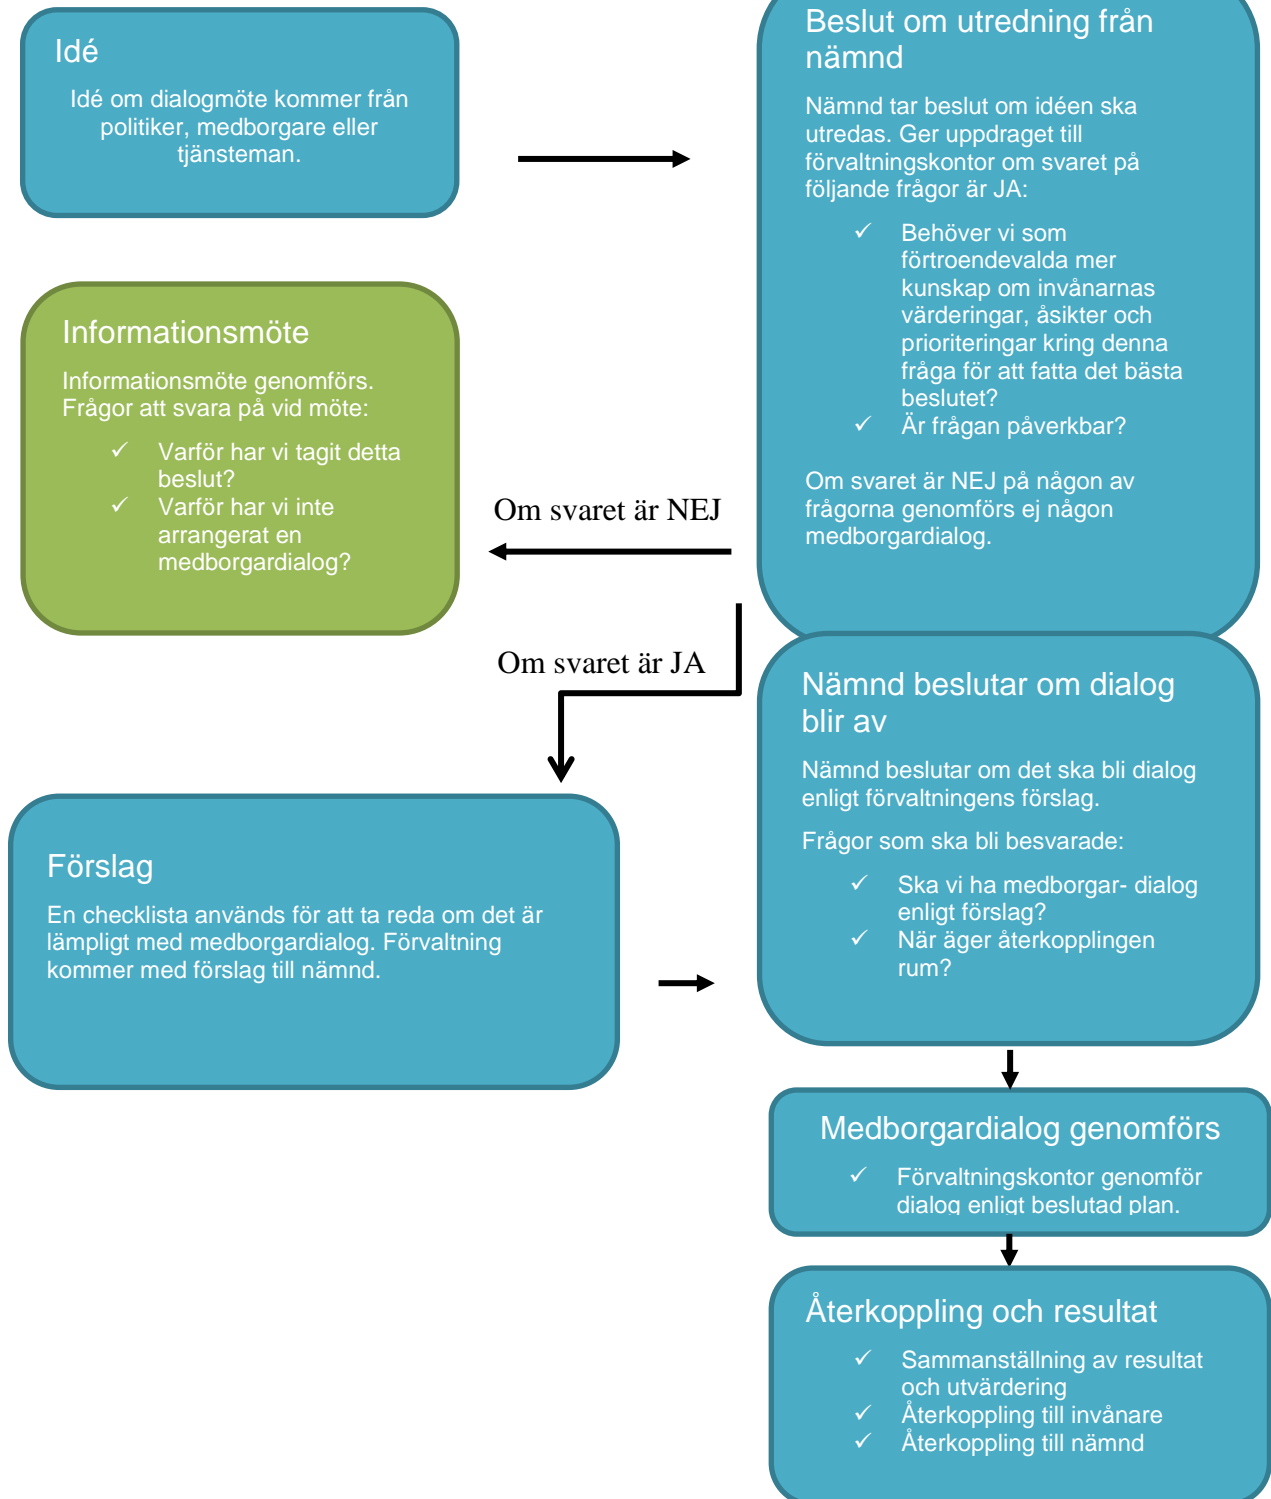 Idé
Idé om dialogmöte kommer från
politiker, medborgare eller
tjänsteman.
Beslut om utredning från
nämnd
Nämnd tar beslut om idéen ska
utredas. Ger uppdraget till
förvaltningskontor om svaret på
följande frågor är JA:
✓ Behöver vi som
förtroendevalda mer
kunskap om invånarnas
värderingar, åsikter och
prioriteringar kring denna
fråga för att fatta det bästa
beslutet?
✓ Är frågan påverkbar?
Om svaret är NEJ på någon av
frågorna genomförs ej någon
medborgardialog.
Om svaret är NEJ
Informationsmöte
Informationsmöte genomförs.
Frågor att svara på vid möte:
✓ Varför har vi tagit detta
beslut?
✓ Varför har vi inte
arrangerat en
medborgardialog?
Om svaret är JA
Förslag
En checklista används för att ta reda om det är
lämpligt med medborgardialog. Förvaltning
kommer med förslag till nämnd.
Nämnd beslutar om dialog
blir av
Nämnd beslutar om det ska bli dialog
enligt förvaltningens förslag.
Frågor som ska bli besvarade:
✓ Ska vi ha medborgar- dialog
enligt förslag?
✓ När äger återkopplingen
rum?
Medborgardialog genomförs
✓ Förvaltningskontor genomför
dialog enligt beslutad plan.
Återkoppling och resultat
✓ Sammanställning av resultat
och utvärdering
✓ Återkoppling till invånare
✓ Återkoppling till nämnd